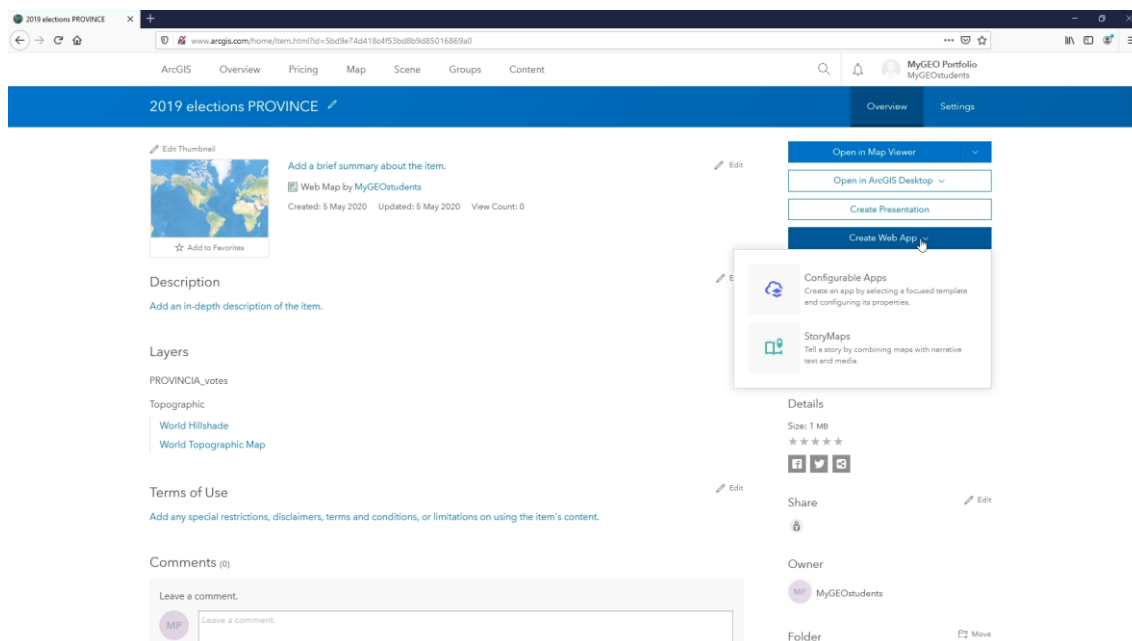 2019 elections PROVINCE
www.arcgis.com/home/item.html?id=5bd9e74d418c4f53bd8b9d85016869a0
ArcGIS Overview Pricing Map Scene Groups Content
MyGEO Portfolio
MyGEOstudents
2019 elections PROVINCE
Overview Settings
Edit Thumbnail
Add to Favorites
Add a brief summary about the item.
Edit
Web Map by MyGEOstudents
Created: 5 May 2020 Updated: 5 May 2020 View Count: 0
Open in Map Viewer
Open in ArcGIS Desktop
Create Presentation
Create Web App
Configurable Apps
Create an app by selecting a focused template
and configuring its properties.
StoryMaps
Tell a story by combining maps with narrative
text and media.
Description
E
Add an in-depth description of the item.
Layers
PROVINCIA_votes
Topographic
World Hillshade
World Topographic Map
Details
Size: 1 MB
Terms of Use
Edit
Add any special restrictions, disclaimers, terms and conditions, or limitations on using the item's content.
Share
Edit
Comments (0)
Leave a comment.
MP
Leave a comment.
Owner
MP MyGEOstudents
Folder
Move